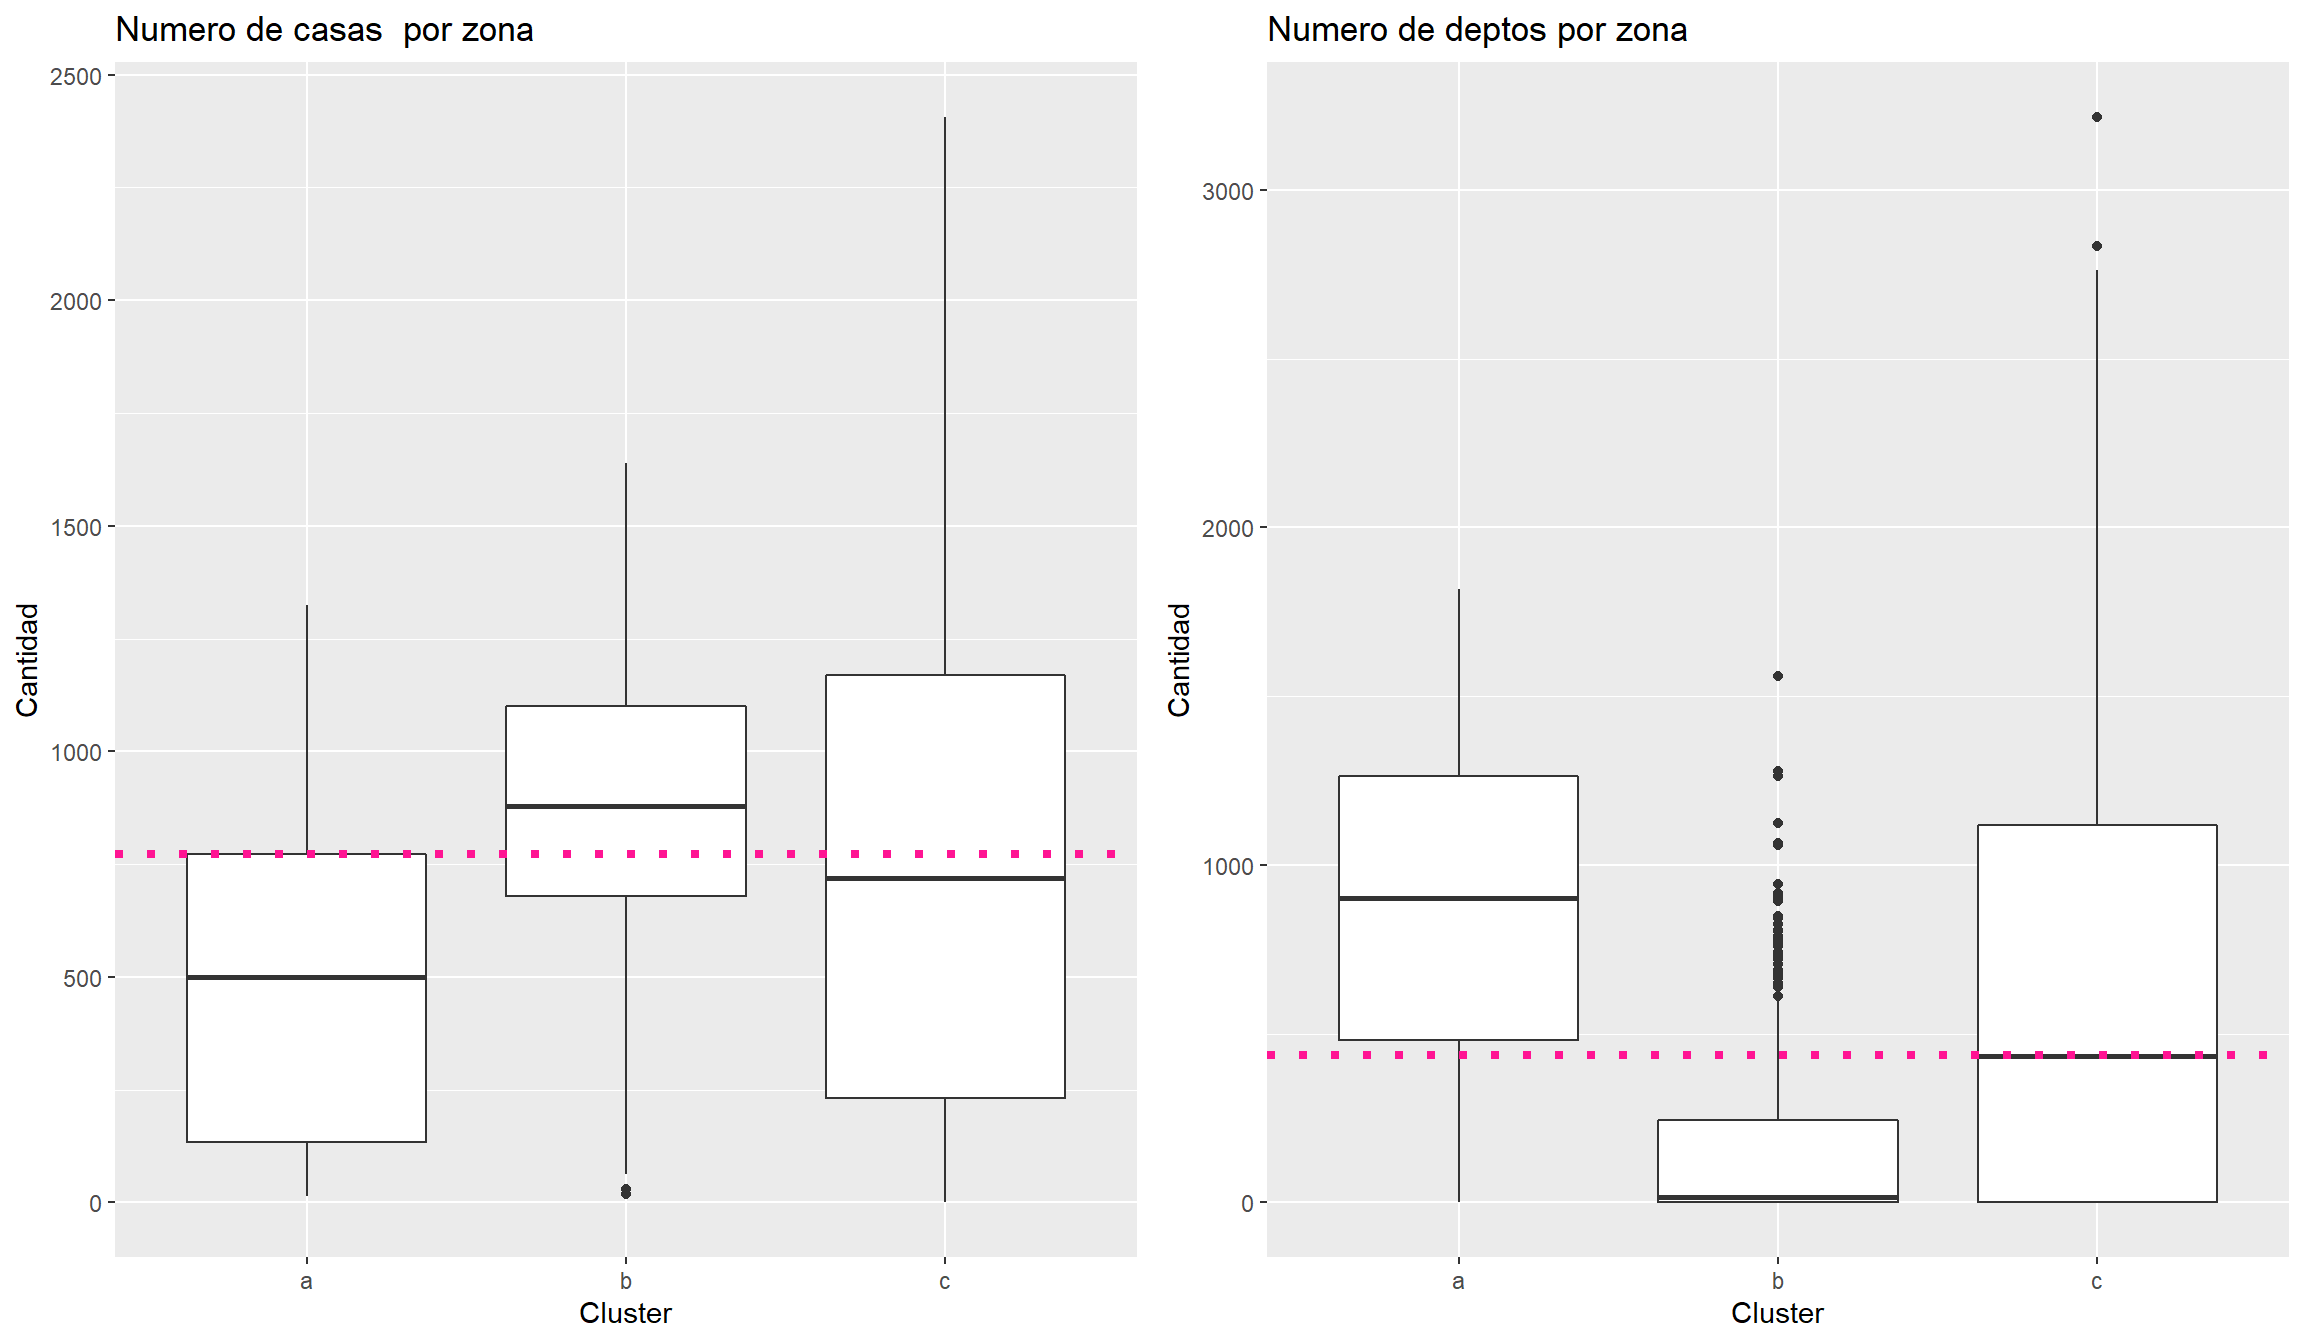 Numero de casas  por zona
2500
2000
1500
1000
500
0
Cantidad
a b c
Cluster
Numero de deptos por zona
3000
2000
1000
0
Cantidad
a b c
Cluster